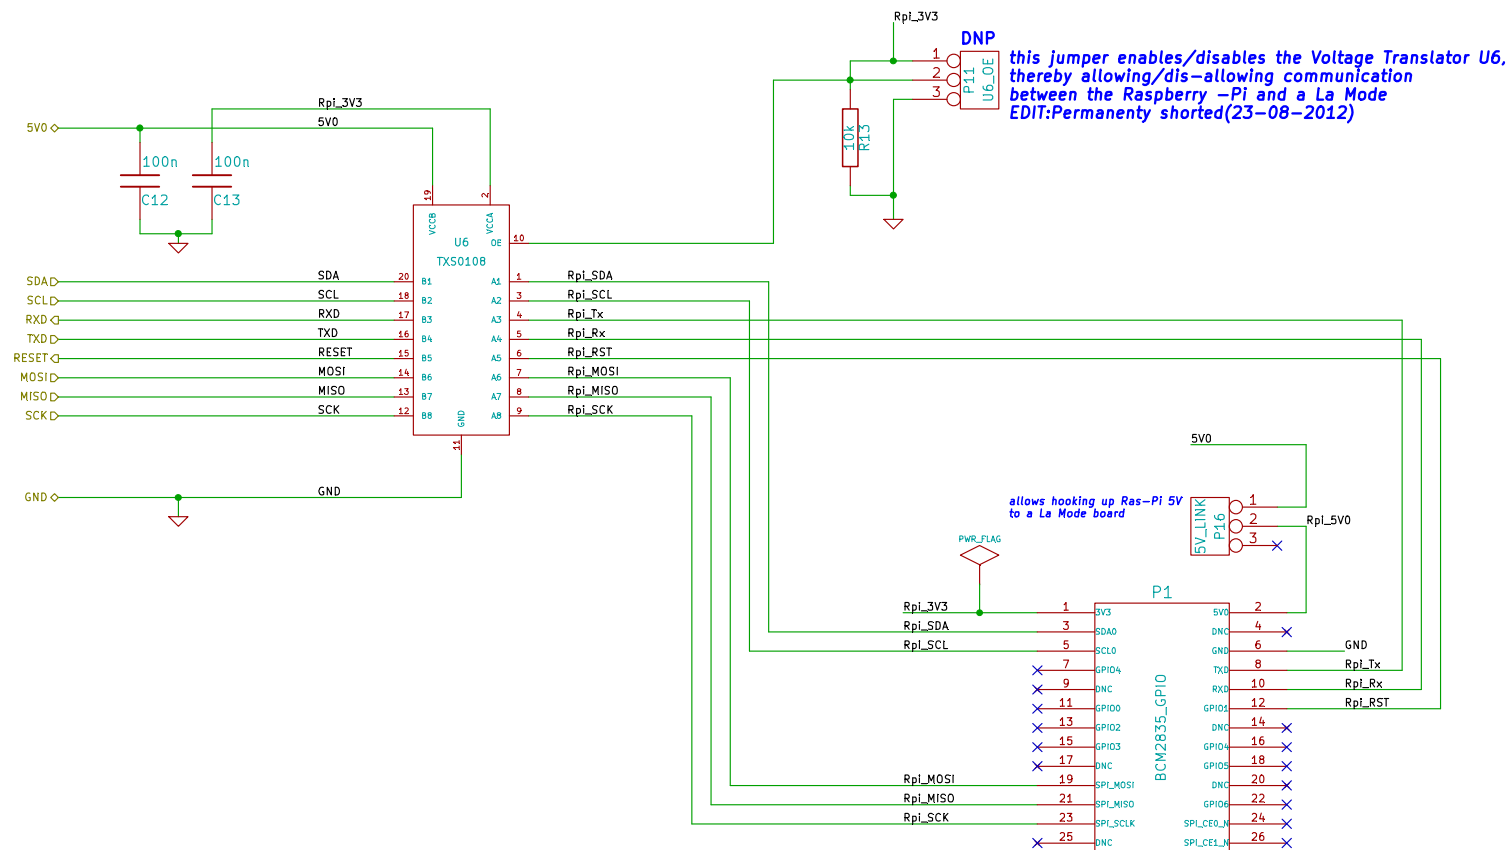 Rpi_3V3
DNP
this jumper enables/disables the Voltage Translator U6,
thereby allowing/dis-allowing communication
between the Raspberry -Pi and a La Mode
EDIT:Permanenty shorted(23-08-2012)
1
2
3
P11
U6_OE
10k
R13
Rpi_3V3
5V0
5V0
100n
100n
C12
C13
19
2
VCCB
VCCA
U6
TXS0108
OE
10
SDA
SDA
20
B1
A1
1
Rpi_SDA
SCL
SCL
18
B2
A2
3
Rpi_SCL
RXD
RXD
17
B3
A3
4
Rpi_Tx
TXD
TXD
16
B4
A4
5
Rpi_Rx
RESET
RESET
15
B5
A5
6
Rpi_RST
MOSI
MOSI
14
B6
A6
7
Rpi_MOSI
MISO
MISO
13
B7
A7
8
Rpi_MISO
SCK
SCK
12
B8
A8
9
Rpi_SCK
GND
11
GND
GND
5V0
allows hooking up Ras-Pi 5V
to a La Mode board
5V_LINK
P16
1
2
3
Rpi_5V0
PWR_FLAG
P1
BCM2835_GPIO
Rpi_3V3
1
3V3
5V0
2
Rpi_SDA
3
SDA0
DNC
4
Rpi_SCL
5
SCL0
GND
6
GND
7
GPIO4
TXD
8
Rpi_Tx
9
DNC
RXD
10
Rpi_Rx
11
GPIO0
GPIO1
12
Rpi_RST
13
GPIO2
DNC
14
15
GPIO3
GPIO4
16
17
DNC
GPIO5
18
Rpi_MOSI
19
SPI_MOSI
DNC
20
Rpi_MISO
21
SPI_MISO
GPIO6
22
Rpi_SCK
23
SPI_SCLK
SPI_CE0_N
24
25
DNC
SPI_CE1_N
26